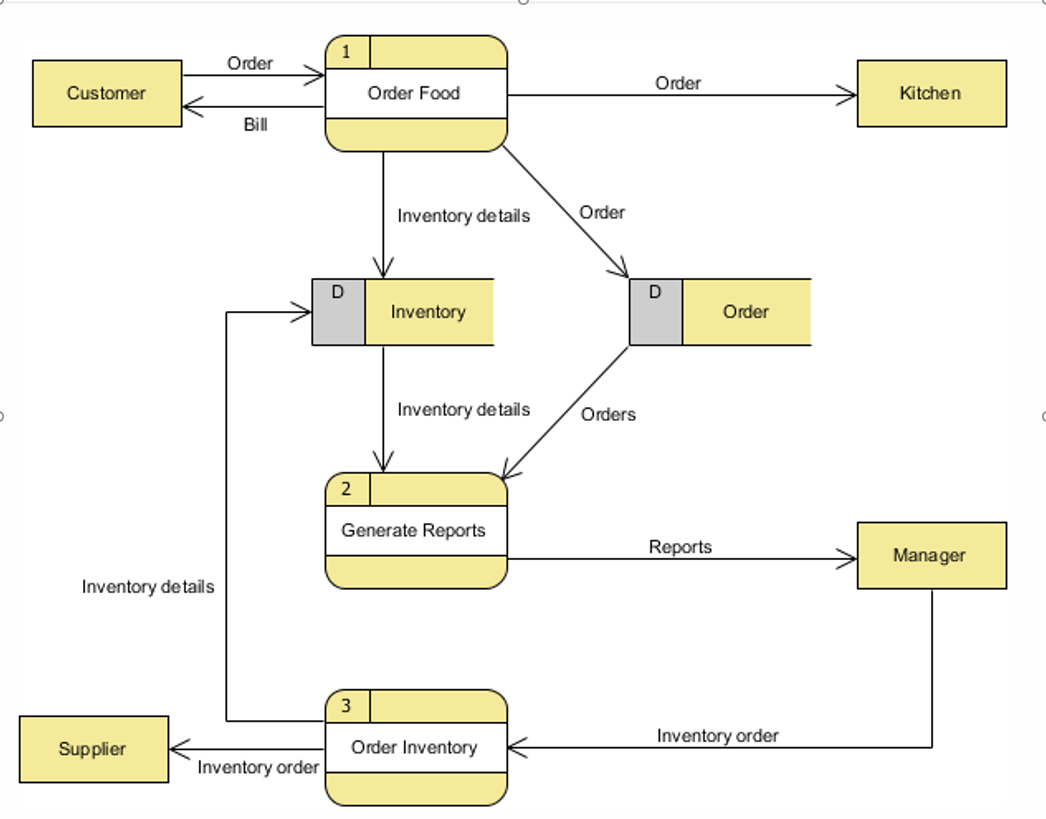 1
Order
Customer
Order Food
Order
Kitchen
Bill
Inventory details
Order
D
Inventory
D
Order
Inventory details
Orders
2
Generate Reports
Reports
Manager
Inventory details
3
Order Inventory
Inventory order
Supplier
Inventory order